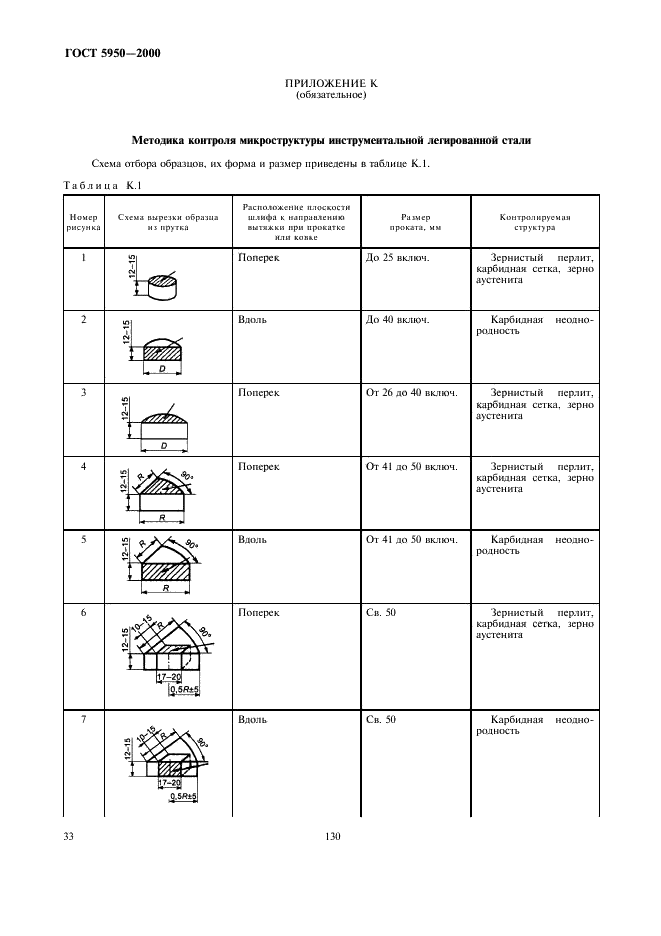 ГОСТ 5950—2000
ПРИЛОЖЕНИЕ К
(обязательное)
Методика контроля микроструктуры инструментальной легированной стали
Схема отбора образцов, их форма и размер приведены в таблице К.1.
Таблица К.1
Номер рисунка
Схема вырезки образца из прутка
Расположение плоскости шлифа к направлению вытяжки при прокатке или ковке
Размер проката, мм
Контролируемая структура
1
12–15
Поперек
До 25 включ.
Зернистый перлит,
карбидная сетка, зерно
аустенита
2
12–15
D
Вдоль
До 40 включ.
Карбидная неодно-
родность
3
12–15
D
Поперек
От 26 до 40 включ.
Зернистый перлит,
карбидная сетка, зерно
аустенита
4
12–15
R
90°
R
Поперек
От 41 до 50 включ.
Зернистый перлит,
карбидная сетка, зерно
аустенита
5
12–15
R
90°
R
Вдоль
От 41 до 50 включ.
Карбидная неодно-
родность
6
12–15
10–15
R
90°
17–20
0,5R±5
Поперек
Св. 50
Зернистый перлит,
карбидная сетка, зерно
аустенита
7
12–15
10–15
R
90°
17–20
0,5R±5
Вдоль
Св. 50
Карбидная неодно-
родность
33
130